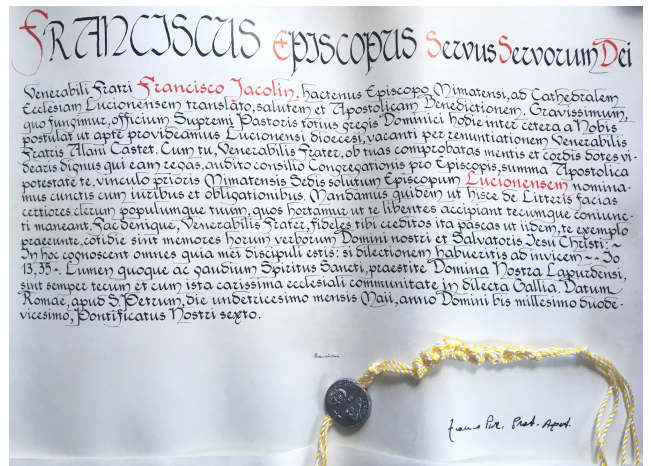 Franciscus Episcopus Servus Servorum Dei
Venerabili Fratri Francisco Jacolin, hactenus Episcopo Mimatensi, ad Cathedralem
Ecclesiam Lucionensem translato, salutem et Apostolicam Benedictionem. Gravissimum,
quo fungimur, officium Supremi Pastoris totius gregis Dominici hodie inter cetera a Nobis
postulat ut apte provideamus Lucionensi dioecesi, vacanti per renuntiationem Venerabilis
Fratris Alani Castet. Cum tu, Venerabilis Frater, ob tuas comprobatas mentis et cordis dotes vi-
dearis dignus qui eam regas, audito consilio Congregationis pro Episcopis, summa Apostolica
potestate te, vinculo prioris Mimatensis Sedis solutum Episcopum Lucionensem nomina-
mus cunctis cum iuribus et obligationibus. Mandamus quidem ut hisce de Litteris facias
certiores clerum populumque tuum, quos hortamur ut te libentes accipiant tecumque coniunc-
ti maneant. Fac denique, Venerabilis Frater, fideles tibi creditos ita pascas ut iidem, te exemplo
praeeunte, cotidie sint memores horum verborum Domini nostri et Salvatoris Iesu Christi: ~
In hoc cognoscent omnes quia mei discipuli estis: si dilectionem habueritis ad invicem ~ Io
13, 35. Lumen quoque ac gaudium Spiritus Sancti, praestite Domina Nostra Lapurdensi,
sint semper tecum et cum ista carissima ecclesiali communitate in dilecta Gallia. Datum
Romae, apud S. Petrum, die undetricesimo mensis Maii, anno Domini bis millesimo duode-
vicesimo, Pontificatus Nostri sexto.
Franciscus
Prot. Apost.